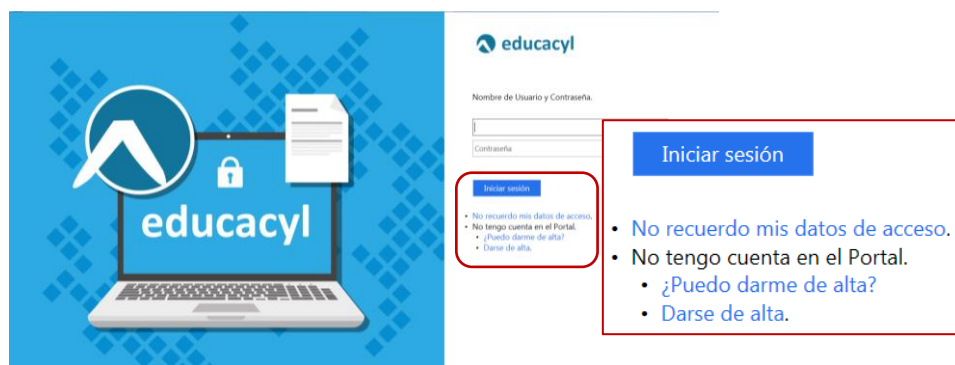 educacyl
educacyl
Nombre de Usuario y Contraseña.
Contraseña
Iniciar sesión
• No recuerdo mis datos de acceso.
• No tengo cuenta en el Portal.
• ¿Puedo darme de alta?
• Darse de alta.
Iniciar sesión
• No recuerdo mis datos de acceso.
• No tengo cuenta en el Portal.
• ¿Puedo darme de alta?
• Darse de alta.